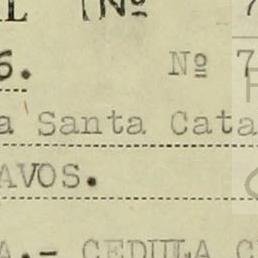 Nº
6. Nº 7
a Santa Cata
AVOS.
A.- CEDULA C